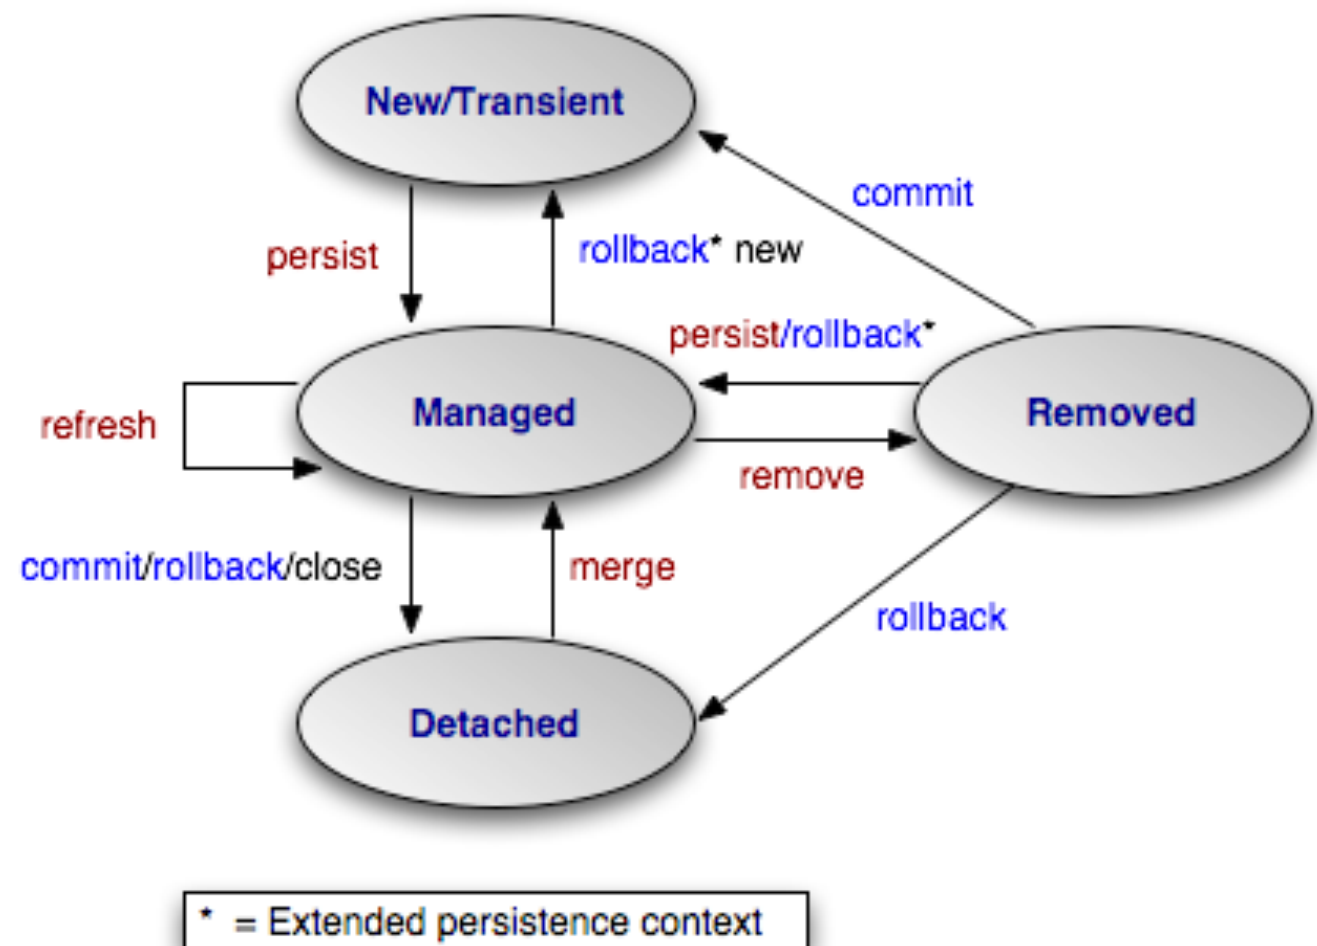 New/Transient
commit
persist
rollback* new
persist/rollback*
refresh
Managed
Removed
remove
commit/rollback/close
merge
rollback
Detached
* = Extended persistence context